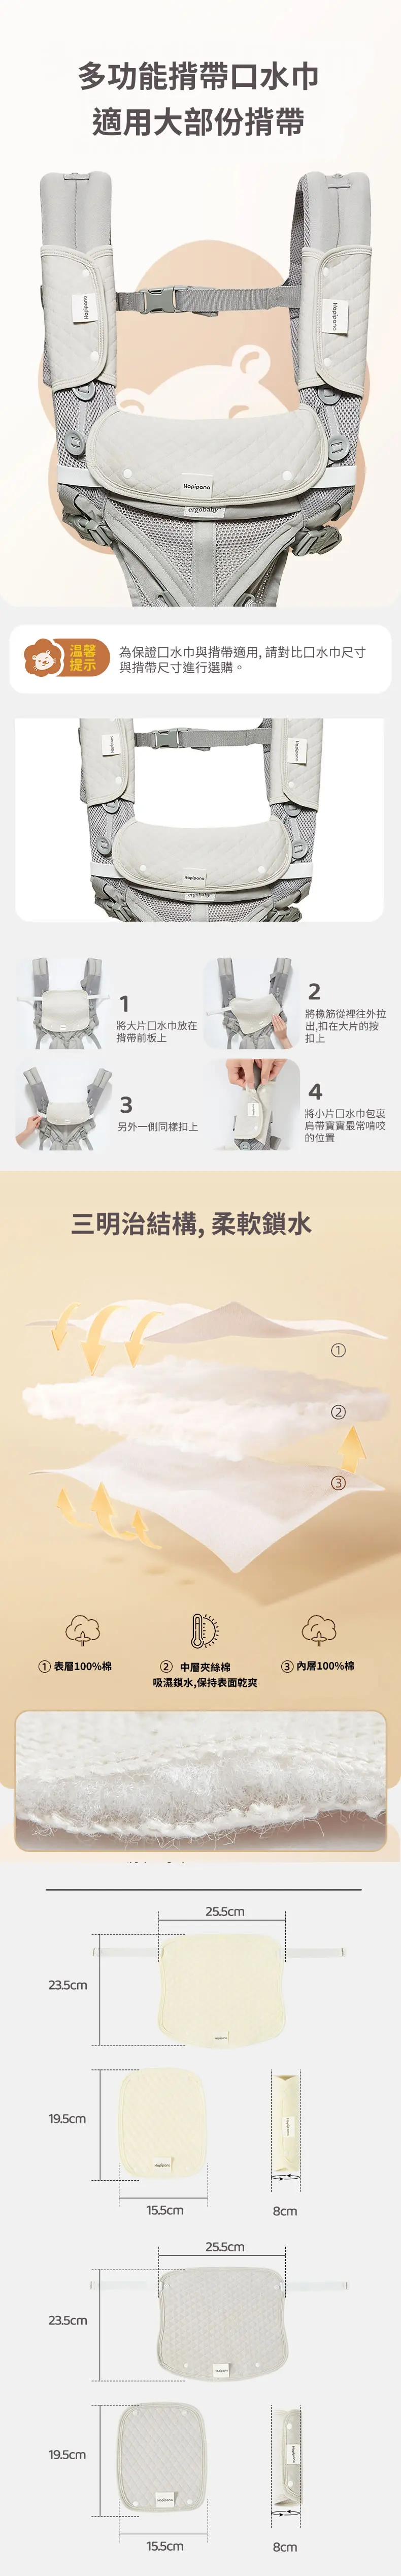 多功能揹帶口水巾
適用大部份揹帶
Hapipana
Hapipana
Hapipana
ergobaby
溫馨
提示
為保證口水巾與揹帶適用, 請對比口水巾尺寸
與揹帶尺寸進行選購。
Hapipana
Hapipana
Hapipana
ergobaby
1
將大片口水巾放在
揹帶前板上
2
將橡筋從裡往外拉
出,扣在大片的按
扣上
3
另外一側同樣扣上
4
將小片口水巾包裹
肩帶寶寶最常啃咬
的位置
三明治結構, 柔軟鎖水
①
②
③
① 表層100%棉
② 中層夾絲棉
吸濕鎖水,保持表面乾爽
③ 內層100%棉
25.5cm
23.5cm
19.5cm
Hapipana
15.5cm
8cm
25.5cm
23.5cm
19.5cm
Hapipana
15.5cm
8cm